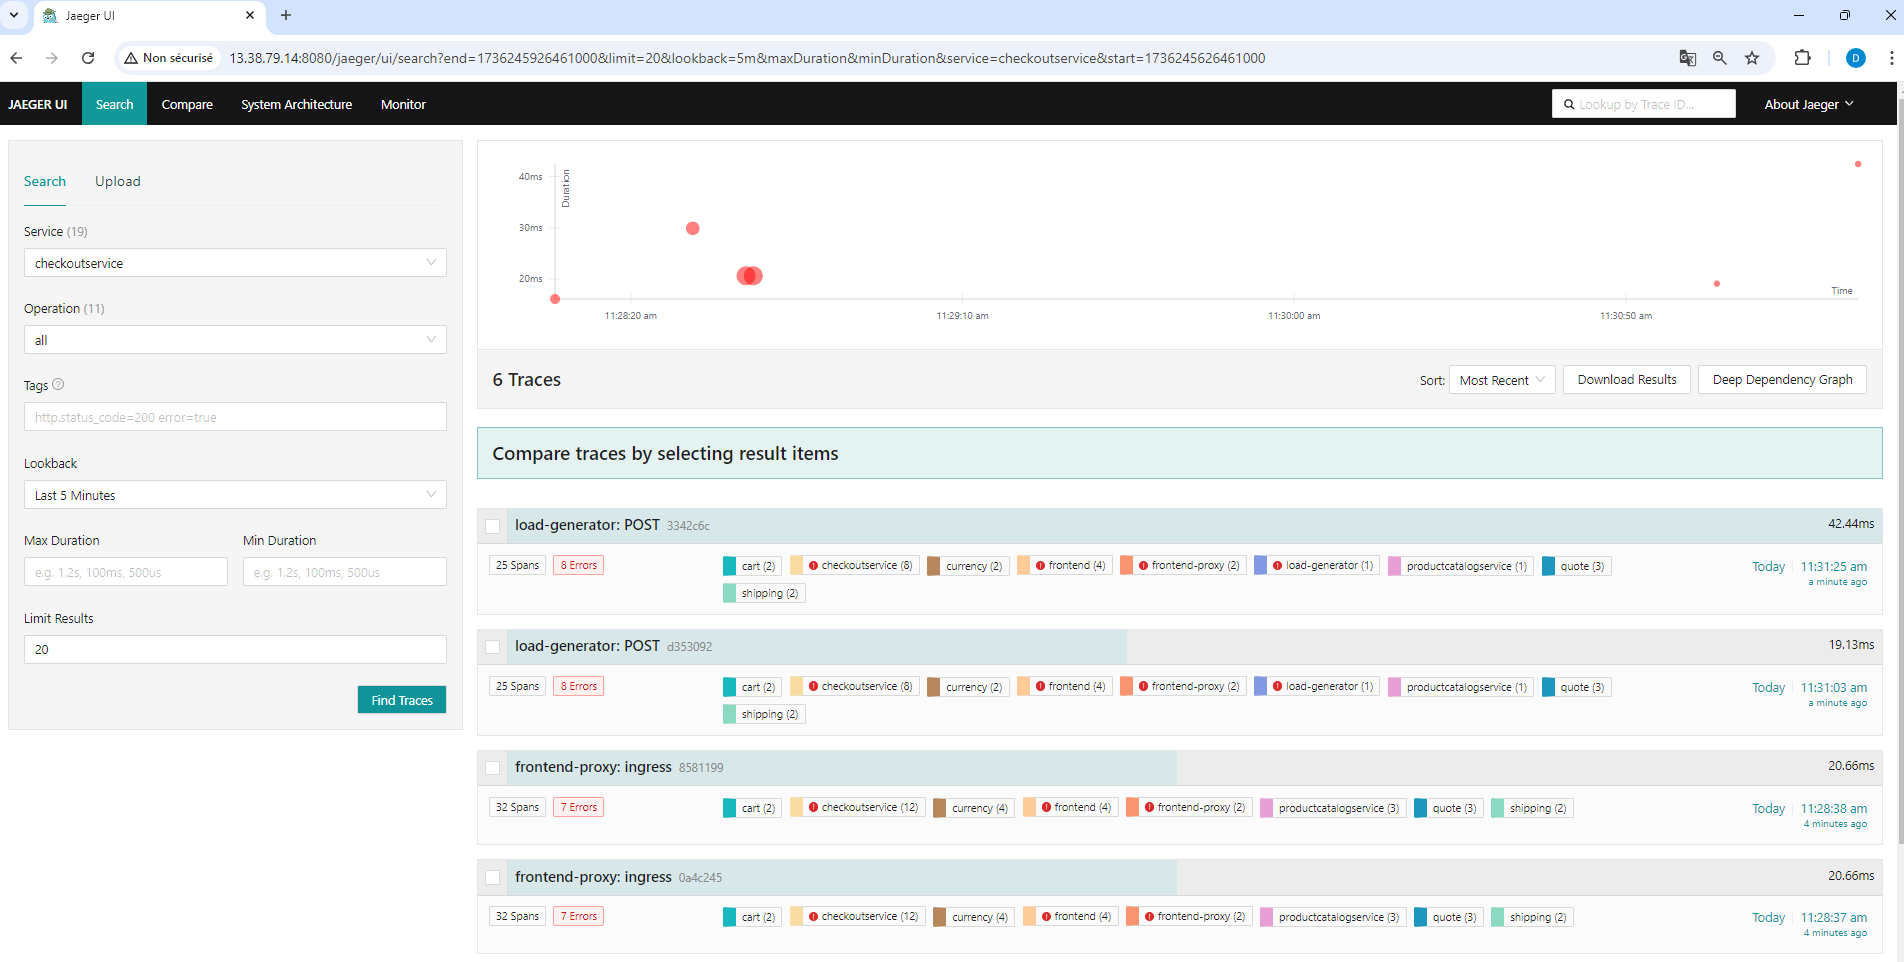 Jaeger UI
Non sécurisé 13.38.79.14:8080/jaeger/ui/search?end=1736245926461000&limit=20&lookback=5m&maxDuration&minDuration&service=checkoutservice&start=1736245626461000 D
JAEGER UI Search Compare System Architecture Monitor Lookup by Trace ID... About Jaeger
Search Upload
Service (19)
checkoutservice
Operation (11)
all
Tags
http.status_code=200 error=true
Lookback
Last 5 Minutes
Max Duration Min Duration
e.g. 1.2s, 100ms, 500us e.g. 1.2s, 100ms, 500us
Limit Results
20
Find Traces
Duration
40ms
30ms
20ms
Time
11:28:20 am 11:29:10 am 11:30:00 am 11:30:50 am
6 Traces Sort: Most Recent Download Results Deep Dependency Graph
Compare traces by selecting result items
load-generator: POST 3342c6c 42.44ms
25 Spans 8 Errors cart (2) checkoutservice (8) currency (2) frontend (4) frontend-proxy (2) load-generator (1) productcatalogservice (1) quote (3) Today 11:31:25 am
shipping (2) a minute ago
load-generator: POST d353092 19.13ms
25 Spans 8 Errors cart (2) checkoutservice (8) currency (2) frontend (4) frontend-proxy (2) load-generator (1) productcatalogservice (1) quote (3) Today 11:31:03 am
shipping (2) a minute ago
frontend-proxy: ingress 8581199 20.66ms
32 Spans 7 Errors cart (2) checkoutservice (12) currency (4) frontend (4) frontend-proxy (2) productcatalogservice (3) quote (3) shipping (2) Today 11:28:38 am
4 minutes ago
frontend-proxy: ingress 0a4c245 20.66ms
32 Spans 7 Errors cart (2) checkoutservice (12) currency (4) frontend (4) frontend-proxy (2) productcatalogservice (3) quote (3) shipping (2) Today 11:28:37 am
4 minutes ago